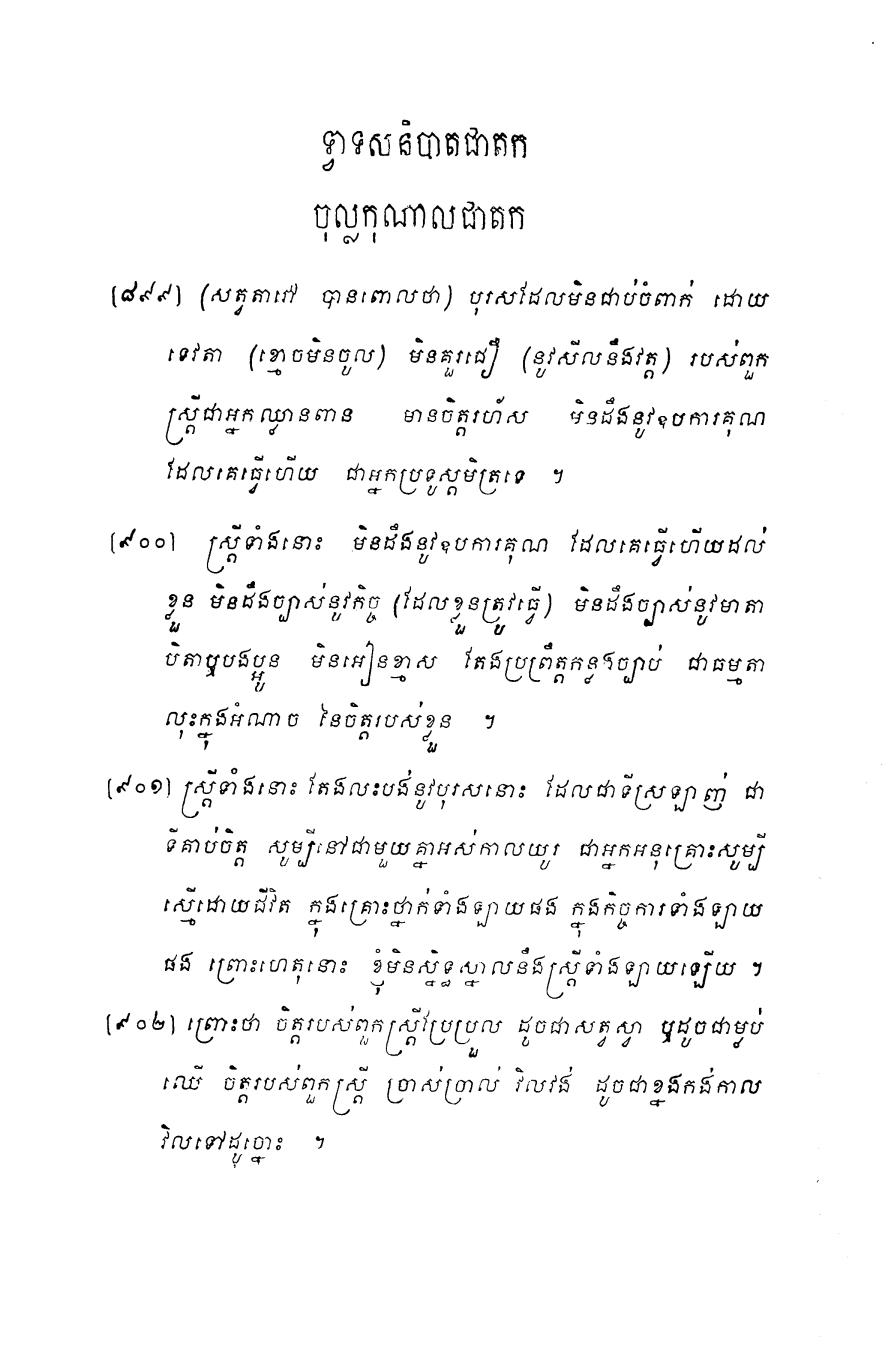 ទ្វាទសនិបាតជាតក
ចុល្លកុណាលជាតក
[៨៩៩] (សត្វតាវៅ បានពោលថា) បុរសដែលមិនជាប់ចំពាក់ ដោយ
ទេវតា (ខ្មោចមិនចូល) មិនគួរជឿ (នូវសីលនឹងវត្ត) របស់ពួក
ស្ត្រីជាអ្នកឈ្លានពាន មានចិត្តរហ័ស មិនដឹងនូវឧបការគុណ
ដែលគេធ្វើហើយ ជាអ្នកប្រទូស្តមិត្រទេ ។
[៩០០] ស្ត្រីទាំងនោះ មិនដឹងនូវឧបការគុណ ដែលគេធ្វើហើយដល់
ខ្លួន មិនដឹងច្បាស់នូវកិច្ច (ដែលខ្លួនត្រូវធ្វើ) មិនដឹងច្បាស់នូវមាតា
បិតាឬបងប្អូន មិនអៀនខ្មាស តែងប្រព្រឹត្តកន្លងច្បាប់ ជាធម្មតា
លុះក្នុងអំណាច នៃចិត្តរបស់ខ្លួន ។
[៩០១] ស្ត្រីទាំងនោះ តែងលះបង់នូវបុរសនោះ ដែលជាទីស្រឡាញ់ ជា
ទីគាប់ចិត្ត សូម្បីនៅជាមួយគ្នាអស់កាលយូរ ជាអ្នកអនុគ្រោះសូម្បី
ស្មើដោយជីវិត ក្នុងគ្រោះថ្នាក់ទាំងឡាយផង ក្នុងកិច្ចការទាំងឡាយ
ផង ព្រោះហេតុនោះ ខ្ញុំមិនស្និទ្ធស្នាលនឹងស្ត្រីទាំងឡាយឡើយ ។
[៩០២] ព្រោះថា ចិត្តរបស់ពួកស្ត្រីប្រែប្រួល ដូចជាសត្វស្វា ឬដូចជាម្លប់
ឈើ ចិត្តរបស់ពួកស្ត្រី ច្រាស់ច្រាល់ វិលវង់ ដូចជាខ្នងកង់កាល
វិលទៅដូច្នោះ ។